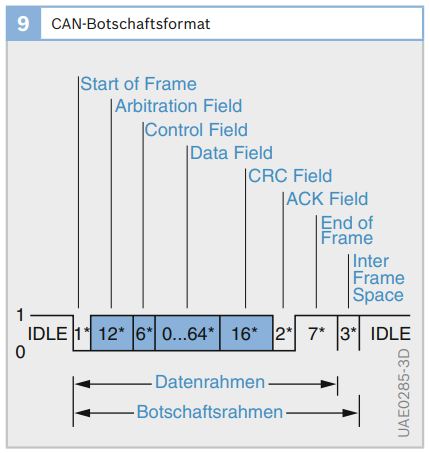 9 CAN-Botschaftsformat
Start of Frame
Arbitration Field
Control Field
Data Field
CRC Field
ACK Field
End of
Frame
Inter
Frame
Space
1
IDLE 1* 12* 6* 0...64* 16* 2* 7* 3* IDLE
0
Datenrahmen
Botschaftsrahmen
UAE0285-3D